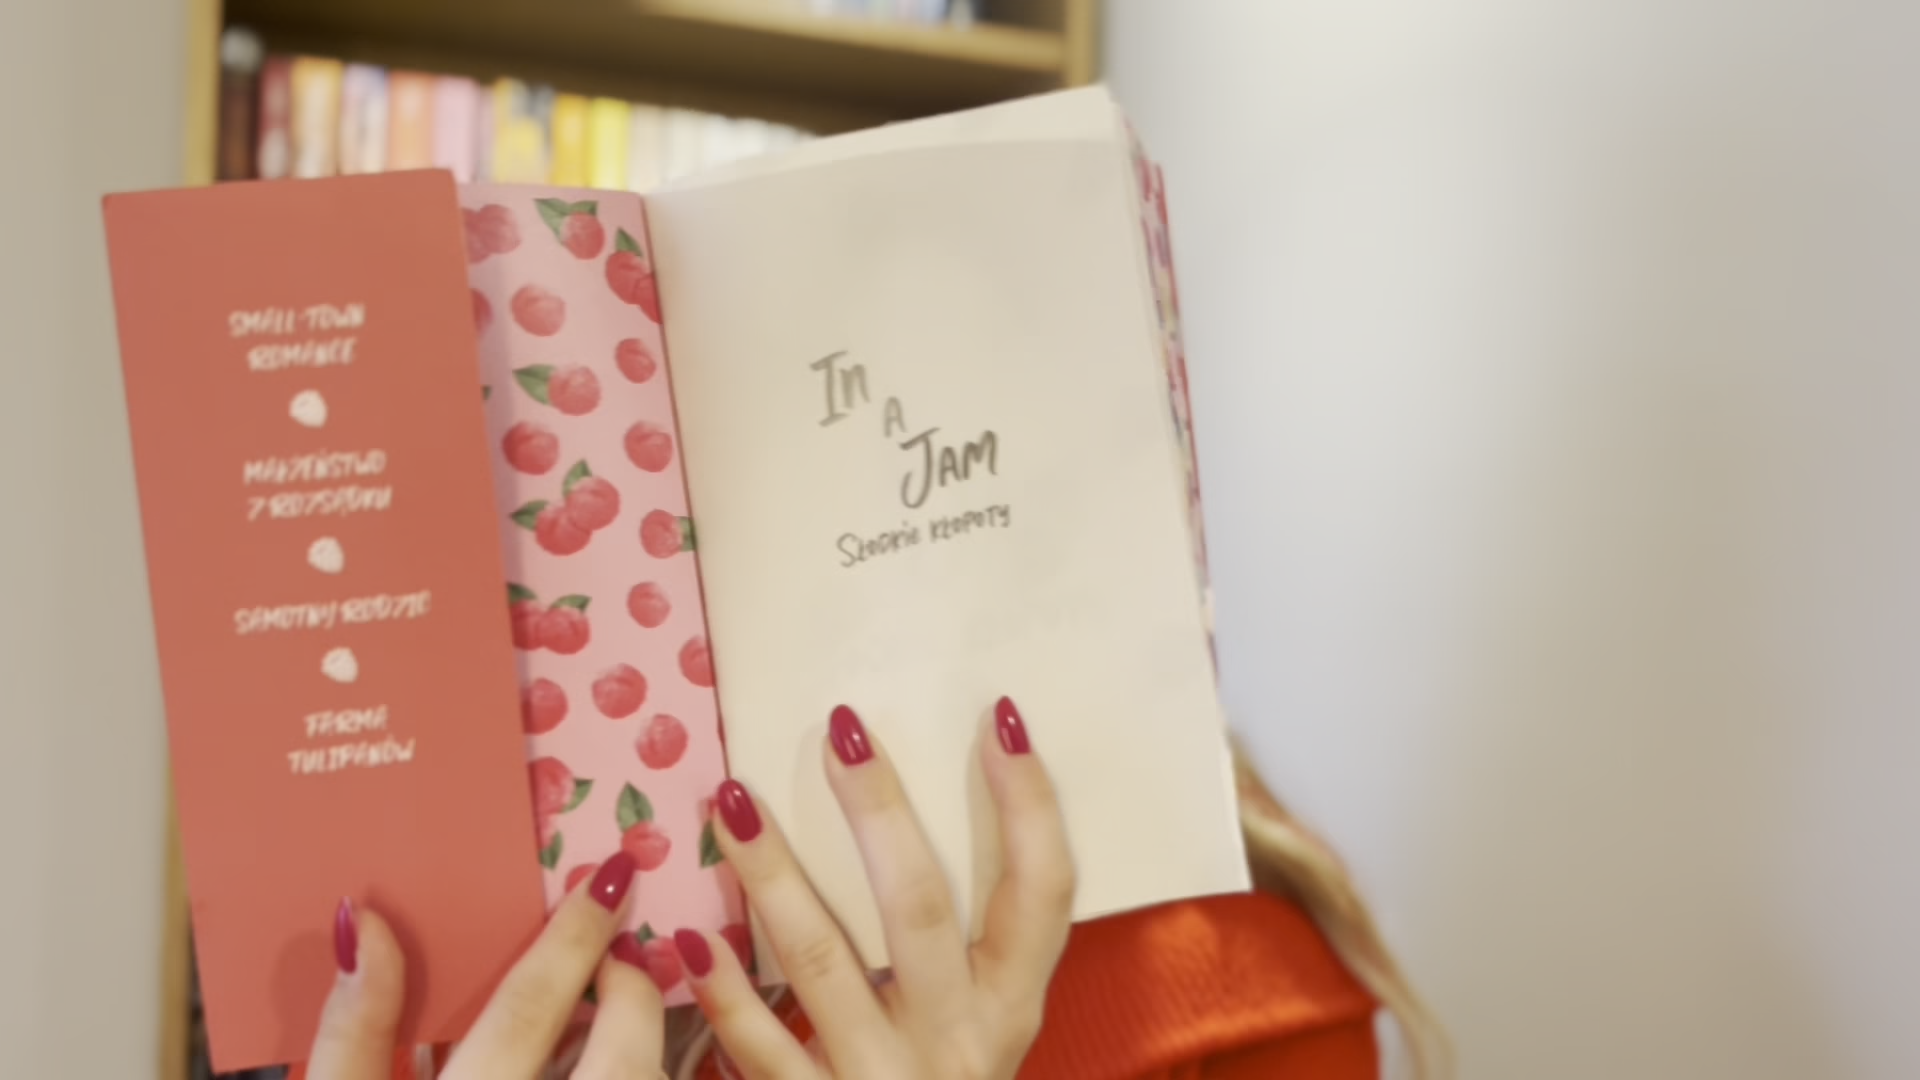 SMALL-TOWN
ROMANCE
MAŁŻEŃSTWO
Z ROZSĄDKU
SAMOTNY RODZIC
FARMA
TULIPANÓW
In
A
JAM
SŁODKIE KŁOPOTY